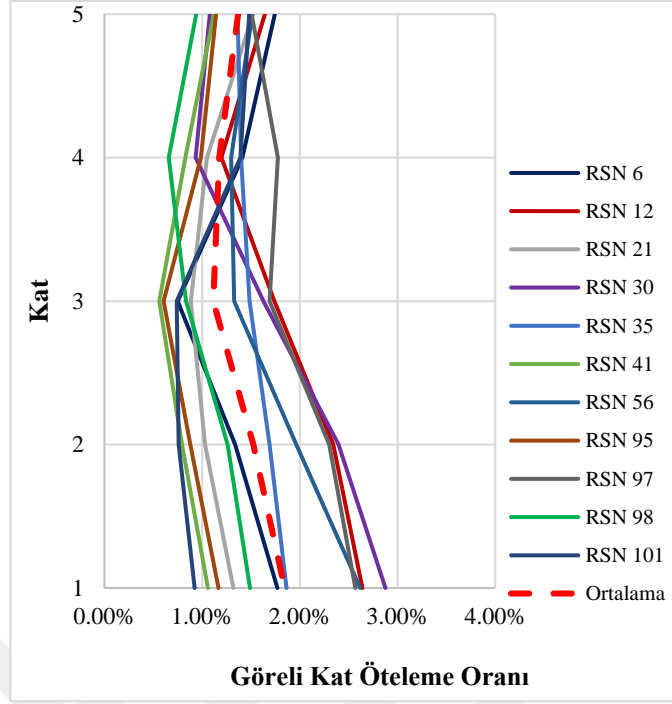 5
4
3
2
1
Kat
0.00% 1.00% 2.00% 3.00% 4.00%
Göreli Kat Öteleme Oranı
RSN 6
RSN 12
RSN 21
RSN 30
RSN 35
RSN 41
RSN 56
RSN 95
RSN 97
RSN 98
RSN 101
Ortalama